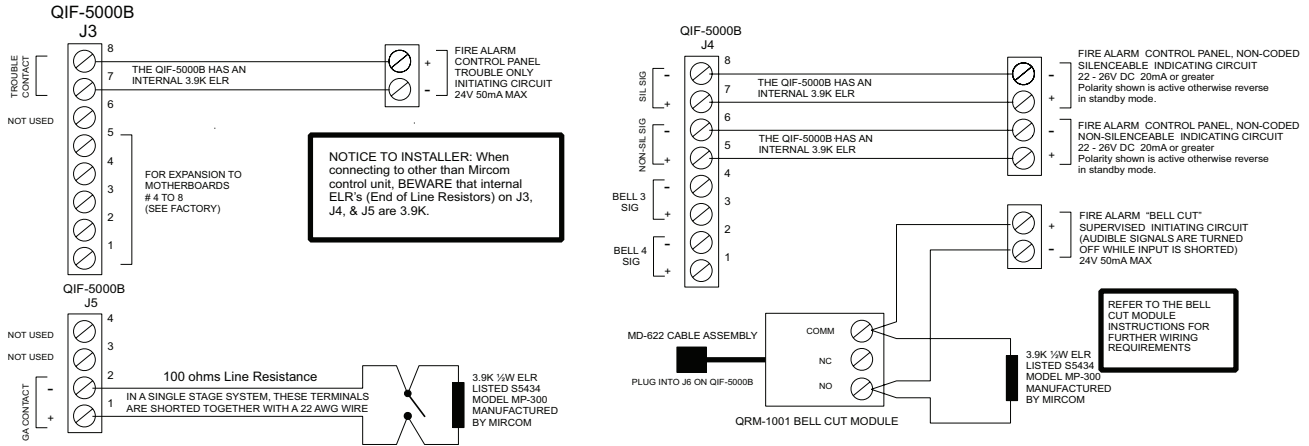 QIF-5000B
J3
TROUBLE
CONTACT
8
7
6
5
4
3
2
1
THE QIF-5000B HAS AN
INTERNAL 3.9K ELR
+
-
FIRE ALARM
CONTROL PANEL
TROUBLE ONLY
INITIATING CIRCUIT
24V 50mA MAX
NOT USED
FOR EXPANSION TO
MOTHERBOARDS
# 4 TO 8
(SEE FACTORY)
NOTICE TO INSTALLER: When
connecting to other than Mircom
control unit, BEWARE that internal
ELR's (End of Line Resistors) on J3,
J4, & J5 are 3.9K.
QIF-5000B
J5
4
3
2
1
NOT USED
NOT USED
GA CONTACT
-
+
100 ohms Line Resistance
IN A SINGLE STAGE SYSTEM, THESE TERMINALS
ARE SHORTED TOGETHER WITH A 22 AWG WIRE
3.9K ½W ELR
LISTED S5434
MODEL MP-300
MANUFACTURED
BY MIRCOM
QIF-5000B
J4
8
7
6
5
4
3
2
1
SIL SIG
-
+
NON-SIL SIG
-
+
BELL 3
SIG
-
+
BELL 4
SIG
-
+
THE QIF-5000B HAS AN
INTERNAL 3.9K ELR
THE QIF-5000B HAS AN
INTERNAL 3.9K ELR
-
+
FIRE ALARM CONTROL PANEL, NON-CODED
SILENCEABLE INDICATING CIRCUIT
22 - 26V DC 20mA or greater
Polarity shown is active otherwise reverse
in standby mode.
-
+
FIRE ALARM CONTROL PANEL, NON-CODED
NON-SILENCEABLE INDICATING CIRCUIT
22 - 26V DC 20mA or greater
Polarity shown is active otherwise reverse
in standby mode.
+
-
FIRE ALARM "BELL CUT"
SUPERVISED INITIATING CIRCUIT
(AUDIBLE SIGNALS ARE TURNED
OFF WHILE INPUT IS SHORTED)
24V 50mA MAX
REFER TO THE BELL
CUT MODULE
INSTRUCTIONS FOR
FURTHER WIRING
REQUIREMENTS
MD-622 CABLE ASSEMBLY
PLUG INTO J6 ON QIF-5000B
COMM
NC
NO
3.9K ½W ELR
LISTED S5434
MODEL MP-300
MANUFACTURED
BY MIRCOM
QRM-1001 BELL CUT MODULE